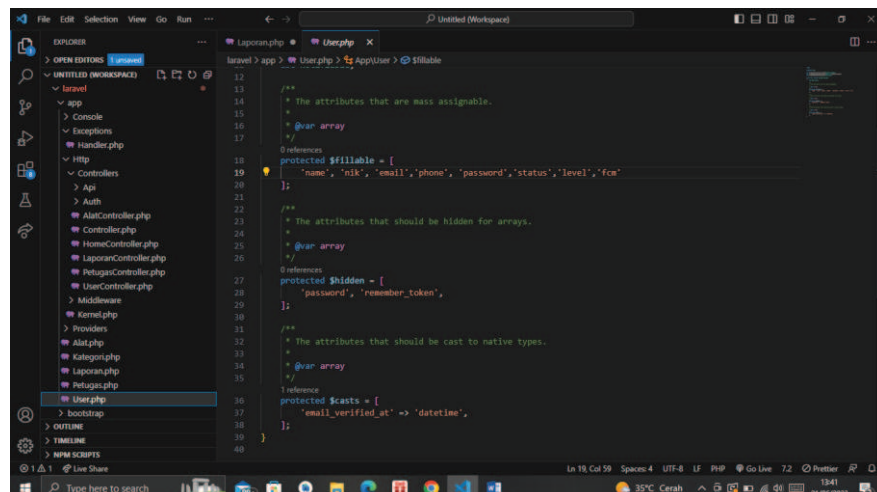 File Edit Selection View Go Run ···
Untitled (Workspace)
EXPLORER ···
Laporan.php
User.php
> OPEN EDITORS 1 unsaved
laravel > app > User.php > App\User > $fillable
UNTITLED (WORKSPACE)
laravel
app
Console
Exceptions
Handler.php
Http
Controllers
Api
Auth
AlatController.php
Controller.php
HomeController.php
LaporanController.php
PetugasController.php
UserController.php
Middleware
Kernel.php
Providers
Alat.php
Kategori.php
Laporan.php
Petugas.php
User.php
bootstrap
OUTLINE
TIMELINE
NPM SCRIPTS
12
13 /**
14 * The attributes that are mass assignable.
15 *
16 * @var array
17 */
0 references
18 protected $fillable = [
19 'name', 'nik', 'email','phone', 'password','status','level','fcm'
20 ];
21
22 /**
23 * The attributes that should be hidden for arrays.
24 *
25 * @var array
26 */
0 references
27 protected $hidden = [
28 'password', 'remember_token',
29 ];
30
31 /**
32 * The attributes that should be cast to native types.
33 *
34 * @var array
35 */
1 reference
36 protected $casts = [
37 'email_verified_at' => 'datetime',
38 ];
39 }
40
1 1 Live Share
Ln 19, Col 59 Spaces: 4 UTF-8 LF PHP Go Live 7.2 Prettier
Type here to search
35°C Cerah
13:41